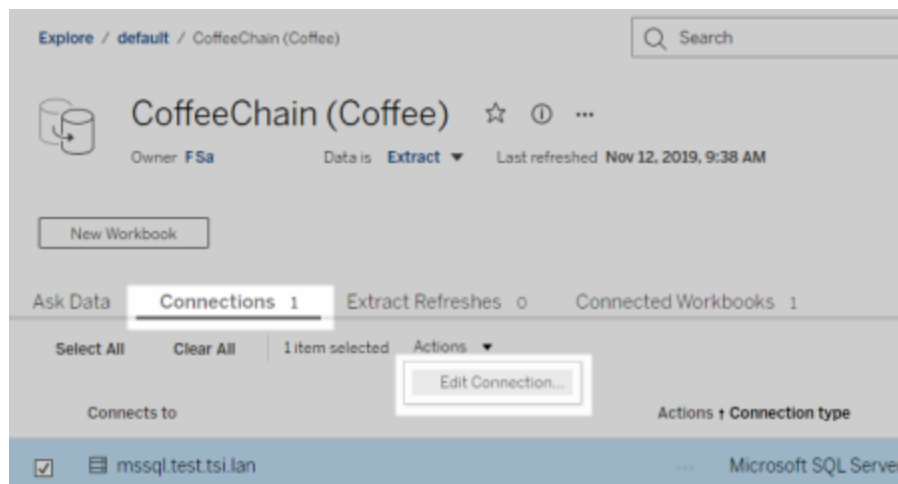 Explore / default / CoffeeChain (Coffee)
Search
CoffeeChain (Coffee)
Owner FSa Data is Extract Last refreshed Nov 12, 2019, 9:38 AM
New Workbook
Ask Data Connections 1 Extract Refreshes 0 Connected Workbooks 1
Select All Clear All 1 item selected Actions
Edit Connection...
Connects to Actions ↑ Connection type
mssql.test.tsi.lan ... Microsoft SQL Server